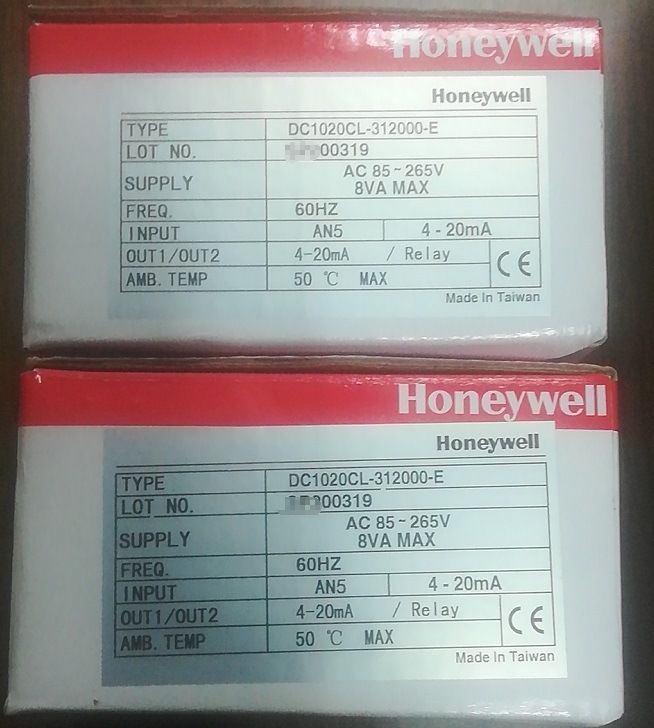 Honeywell
Honeywell
TYPE DC1020CL-312000-E
LOT NO. 00319
SUPPLY AC 85~265V
8VA MAX
FREQ. 60HZ
INPUT AN5 4-20mA
OUT1/OUT2 4-20mA / Relay
CE
AMB. TEMP 50 ℃ MAX
Made In Taiwan
Honeywell
Honeywell
TYPE DC1020CL-312000-E
LOT NO. 00319
SUPPLY AC 85~265V
8VA MAX
FREQ. 60HZ
INPUT AN5 4-20mA
OUT1/OUT2 4-20mA / Relay
CE
AMB. TEMP 50 ℃ MAX
Made In Taiwan